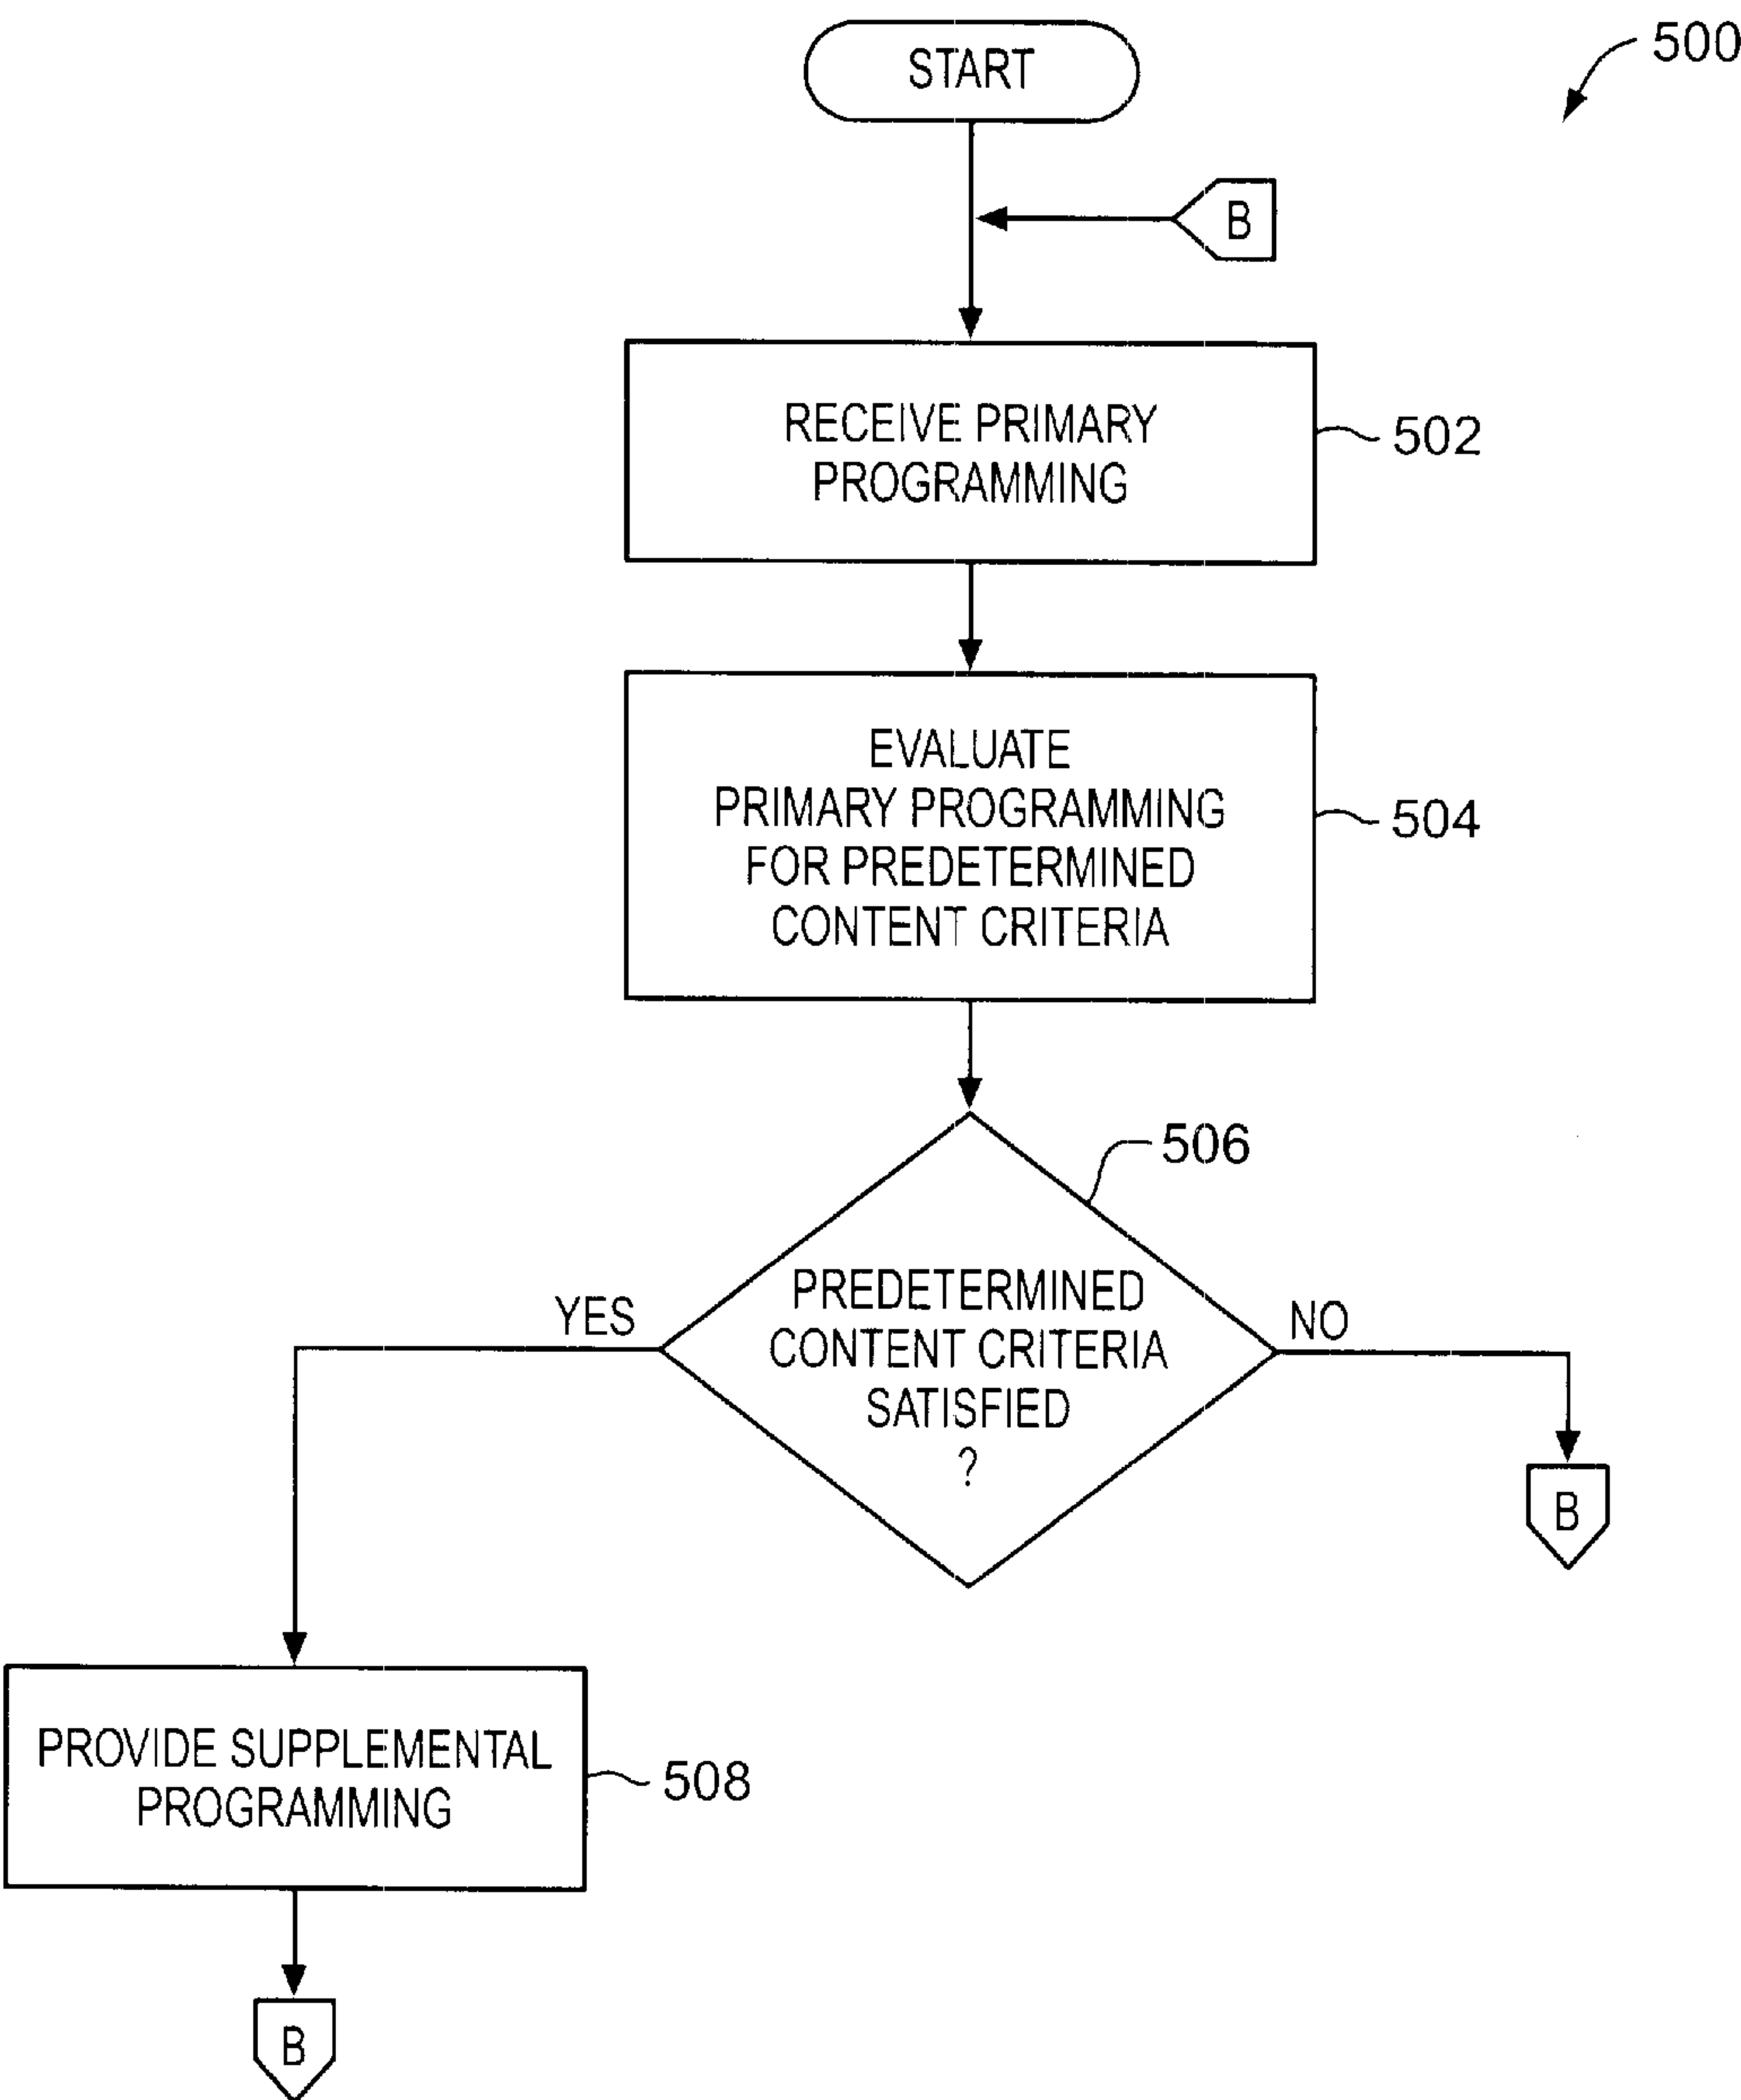 START
500
B
RECEIVE PRIMARY
PROGRAMMING
502
EVALUATE
PRIMARY PROGRAMMING
FOR PREDETERMINED
CONTENT CRITERIA
504
506
PREDETERMINED
CONTENT CRITERIA
SATISFIED
?
YES
NO
B
PROVIDE SUPPLEMENTAL
PROGRAMMING
508
B